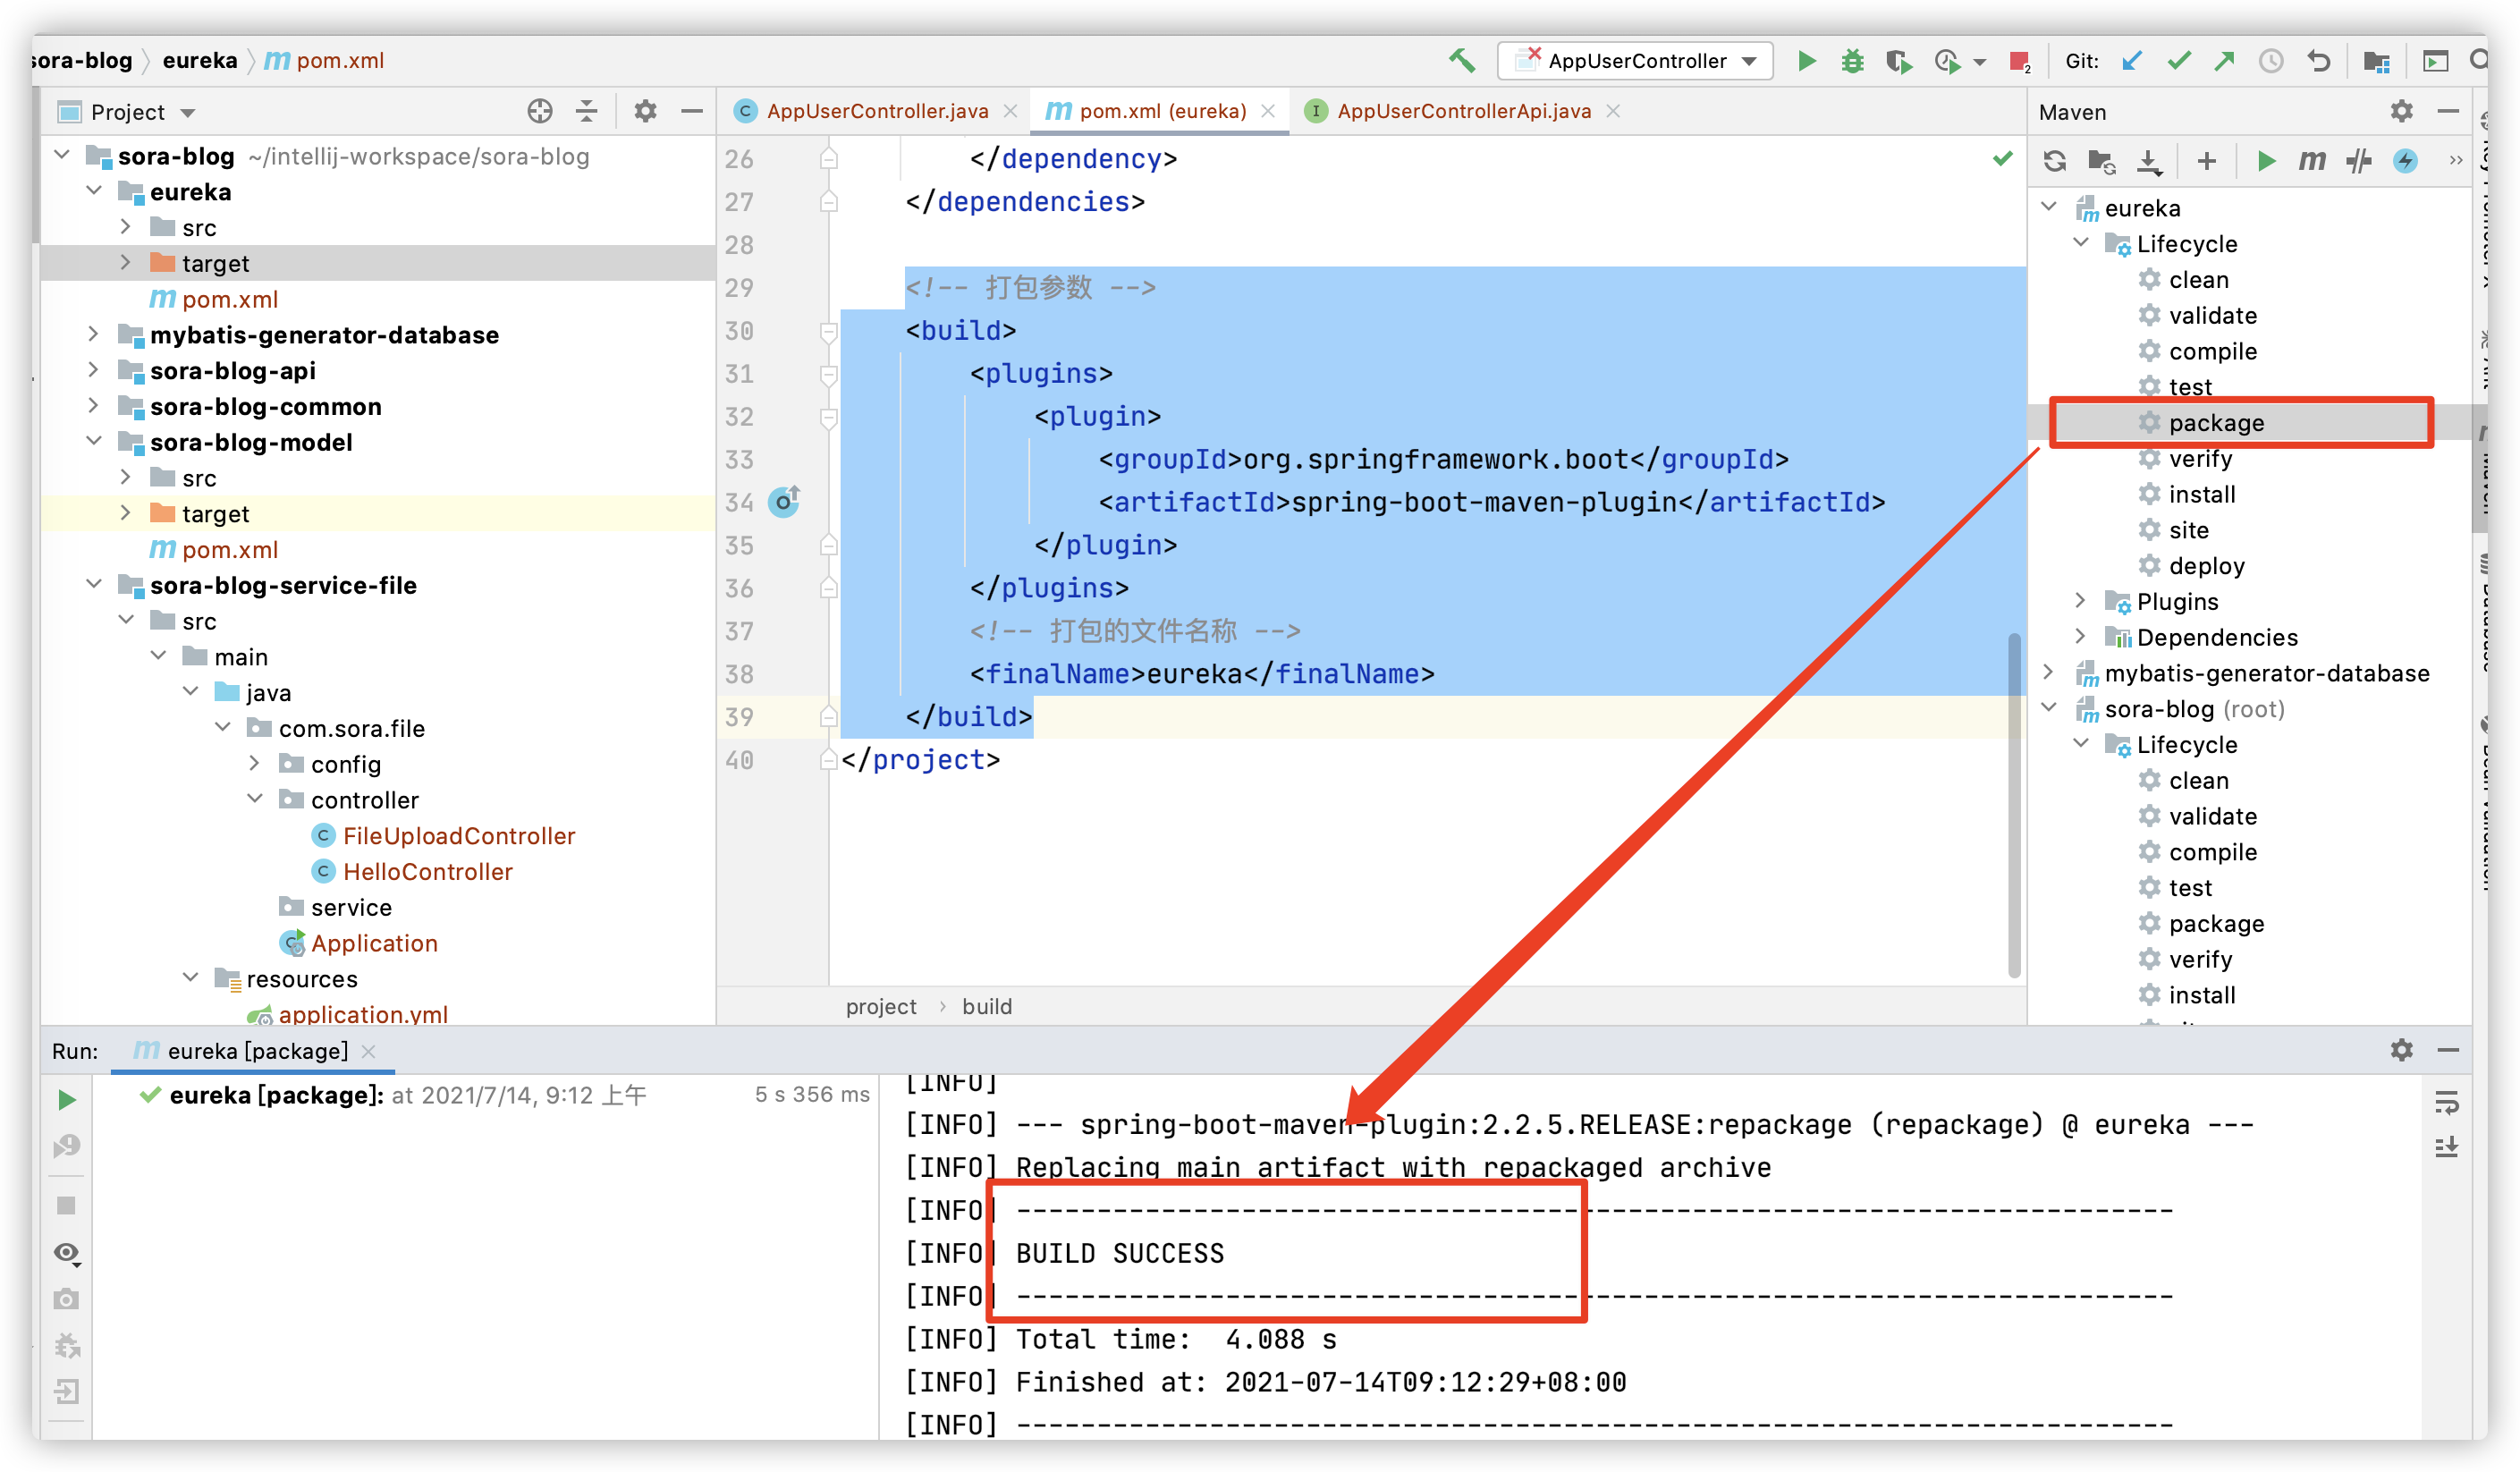 sora-blog eureka pom.xml
AppUserController
Git:
Project
sora-blog ~/intellij-workspace/sora-blog
eureka
src
target
pom.xml
mybatis-generator-database
sora-blog-api
sora-blog-common
sora-blog-model
src
target
pom.xml
sora-blog-service-file
src
main
java
com.sora.file
config
controller
FileUploadController
HelloController
service
Application
resources
application.yml
AppUserController.java
pom.xml (eureka)
AppUserControllerApi.java
26 </dependency>
27 </dependencies>
28
29 <!-- 打包参数 -->
30 <build>
31 <plugins>
32 <plugin>
33 <groupId>org.springframework.boot</groupId>
34 <artifactId>spring-boot-maven-plugin</artifactId>
35 </plugin>
36 </plugins>
37 <!-- 打包的文件名称 -->
38 <finalName>eureka</finalName>
39 </build>
40 </project>
project › build
Maven
eureka
Lifecycle
clean
validate
compile
test
package
verify
install
site
deploy
Plugins
Dependencies
mybatis-generator-database
sora-blog (root)
Lifecycle
clean
validate
compile
test
package
verify
install
Run: eureka [package]
eureka [package]: at 2021/7/14, 9:12 上午 5 s 356 ms
[INFO]
[INFO] --- spring-boot-maven-plugin:2.2.5.RELEASE:repackage (repackage) @ eureka ---
[INFO] Replacing main artifact with repackaged archive
[INFO] ------------------------------------------------------------------------
[INFO] BUILD SUCCESS
[INFO] ------------------------------------------------------------------------
[INFO] Total time:  4.088 s
[INFO] Finished at: 2021-07-14T09:12:29+08:00
[INFO] ------------------------------------------------------------------------